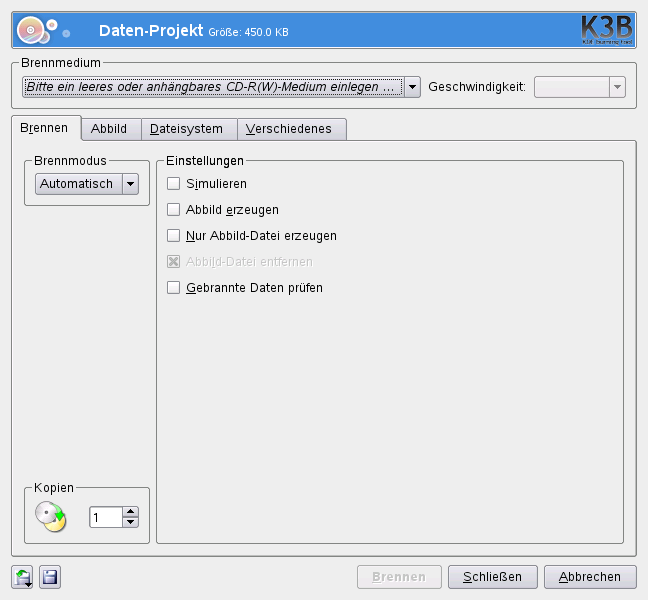 Daten-Projekt Größe: 450.0 KB
K3B
Brennmedium
Bitte ein leeres oder anhängbares CD-R(W)-Medium einlegen ...
Geschwindigkeit:
Brennen Abbild Dateisystem Verschiedenes
Brennmodus
Automatisch
Einstellungen
Simulieren
Abbild erzeugen
Nur Abbild-Datei erzeugen
Abbild-Datei entfernen
Gebrannte Daten prüfen
Kopien
1
Brennen Schließen Abbrechen